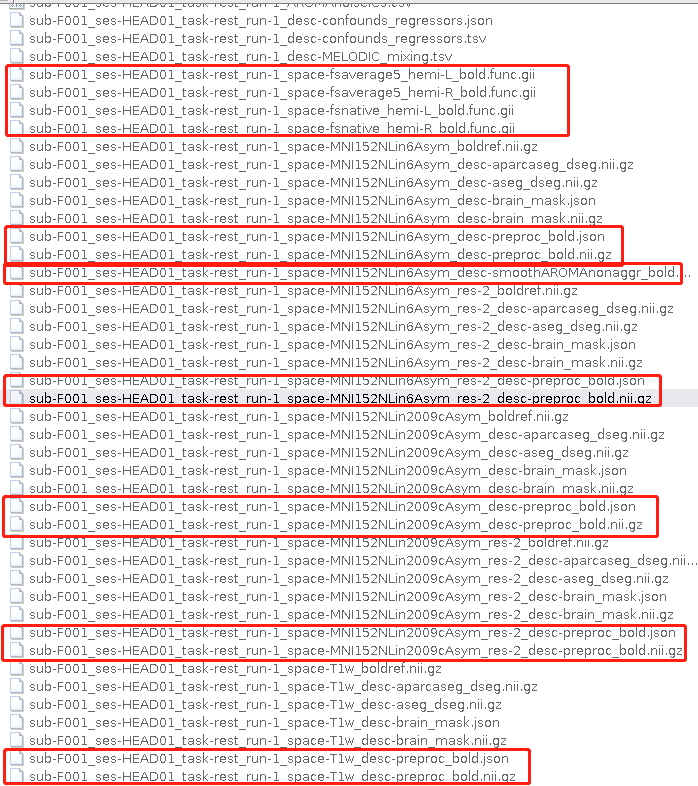 sub-F001_ses-HEAD01_task-rest_run-1_AROMAnoiseICs.csv
sub-F001_ses-HEAD01_task-rest_run-1_desc-confounds_regressors.json
sub-F001_ses-HEAD01_task-rest_run-1_desc-confounds_regressors.tsv
sub-F001_ses-HEAD01_task-rest_run-1_desc-MELODIC_mixing.tsv
sub-F001_ses-HEAD01_task-rest_run-1_space-fsaverage5_hemi-L_bold.func.gii
sub-F001_ses-HEAD01_task-rest_run-1_space-fsaverage5_hemi-R_bold.func.gii
sub-F001_ses-HEAD01_task-rest_run-1_space-fsnative_hemi-L_bold.func.gii
sub-F001_ses-HEAD01_task-rest_run-1_space-fsnative_hemi-R_bold.func.gii
sub-F001_ses-HEAD01_task-rest_run-1_space-MNI152NLin6Asym_boldref.nii.gz
sub-F001_ses-HEAD01_task-rest_run-1_space-MNI152NLin6Asym_desc-aparcaseg_dseg.nii.gz
sub-F001_ses-HEAD01_task-rest_run-1_space-MNI152NLin6Asym_desc-aseg_dseg.nii.gz
sub-F001_ses-HEAD01_task-rest_run-1_space-MNI152NLin6Asym_desc-brain_mask.json
sub-F001_ses-HEAD01_task-rest_run-1_space-MNI152NLin6Asym_desc-brain_mask.nii.gz
sub-F001_ses-HEAD01_task-rest_run-1_space-MNI152NLin6Asym_desc-preproc_bold.json
sub-F001_ses-HEAD01_task-rest_run-1_space-MNI152NLin6Asym_desc-preproc_bold.nii.gz
sub-F001_ses-HEAD01_task-rest_run-1_space-MNI152NLin6Asym_desc-smoothAROMAnonaggr_bold....
sub-F001_ses-HEAD01_task-rest_run-1_space-MNI152NLin6Asym_res-2_boldref.nii.gz
sub-F001_ses-HEAD01_task-rest_run-1_space-MNI152NLin6Asym_res-2_desc-aparcaseg_dseg.nii.gz
sub-F001_ses-HEAD01_task-rest_run-1_space-MNI152NLin6Asym_res-2_desc-aseg_dseg.nii.gz
sub-F001_ses-HEAD01_task-rest_run-1_space-MNI152NLin6Asym_res-2_desc-brain_mask.json
sub-F001_ses-HEAD01_task-rest_run-1_space-MNI152NLin6Asym_res-2_desc-brain_mask.nii.gz
sub-F001_ses-HEAD01_task-rest_run-1_space-MNI152NLin6Asym_res-2_desc-preproc_bold.json
sub-F001_ses-HEAD01_task-rest_run-1_space-MNI152NLin6Asym_res-2_desc-preproc_bold.nii.gz
sub-F001_ses-HEAD01_task-rest_run-1_space-MNI152NLin2009cAsym_boldref.nii.gz
sub-F001_ses-HEAD01_task-rest_run-1_space-MNI152NLin2009cAsym_desc-aparcaseg_dseg.nii.gz
sub-F001_ses-HEAD01_task-rest_run-1_space-MNI152NLin2009cAsym_desc-aseg_dseg.nii.gz
sub-F001_ses-HEAD01_task-rest_run-1_space-MNI152NLin2009cAsym_desc-brain_mask.json
sub-F001_ses-HEAD01_task-rest_run-1_space-MNI152NLin2009cAsym_desc-brain_mask.nii.gz
sub-F001_ses-HEAD01_task-rest_run-1_space-MNI152NLin2009cAsym_desc-preproc_bold.json
sub-F001_ses-HEAD01_task-rest_run-1_space-MNI152NLin2009cAsym_desc-preproc_bold.nii.gz
sub-F001_ses-HEAD01_task-rest_run-1_space-MNI152NLin2009cAsym_res-2_boldref.nii.gz
sub-F001_ses-HEAD01_task-rest_run-1_space-MNI152NLin2009cAsym_res-2_desc-aparcaseg_dseg.nii...
sub-F001_ses-HEAD01_task-rest_run-1_space-MNI152NLin2009cAsym_res-2_desc-aseg_dseg.nii.gz
sub-F001_ses-HEAD01_task-rest_run-1_space-MNI152NLin2009cAsym_res-2_desc-brain_mask.json
sub-F001_ses-HEAD01_task-rest_run-1_space-MNI152NLin2009cAsym_res-2_desc-brain_mask.nii.gz
sub-F001_ses-HEAD01_task-rest_run-1_space-MNI152NLin2009cAsym_res-2_desc-preproc_bold.json
sub-F001_ses-HEAD01_task-rest_run-1_space-MNI152NLin2009cAsym_res-2_desc-preproc_bold.nii.gz
sub-F001_ses-HEAD01_task-rest_run-1_space-T1w_boldref.nii.gz
sub-F001_ses-HEAD01_task-rest_run-1_space-T1w_desc-aparcaseg_dseg.nii.gz
sub-F001_ses-HEAD01_task-rest_run-1_space-T1w_desc-aseg_dseg.nii.gz
sub-F001_ses-HEAD01_task-rest_run-1_space-T1w_desc-brain_mask.json
sub-F001_ses-HEAD01_task-rest_run-1_space-T1w_desc-brain_mask.nii.gz
sub-F001_ses-HEAD01_task-rest_run-1_space-T1w_desc-preproc_bold.json
sub-F001_ses-HEAD01_task-rest_run-1_space-T1w_desc-preproc_bold.nii.gz